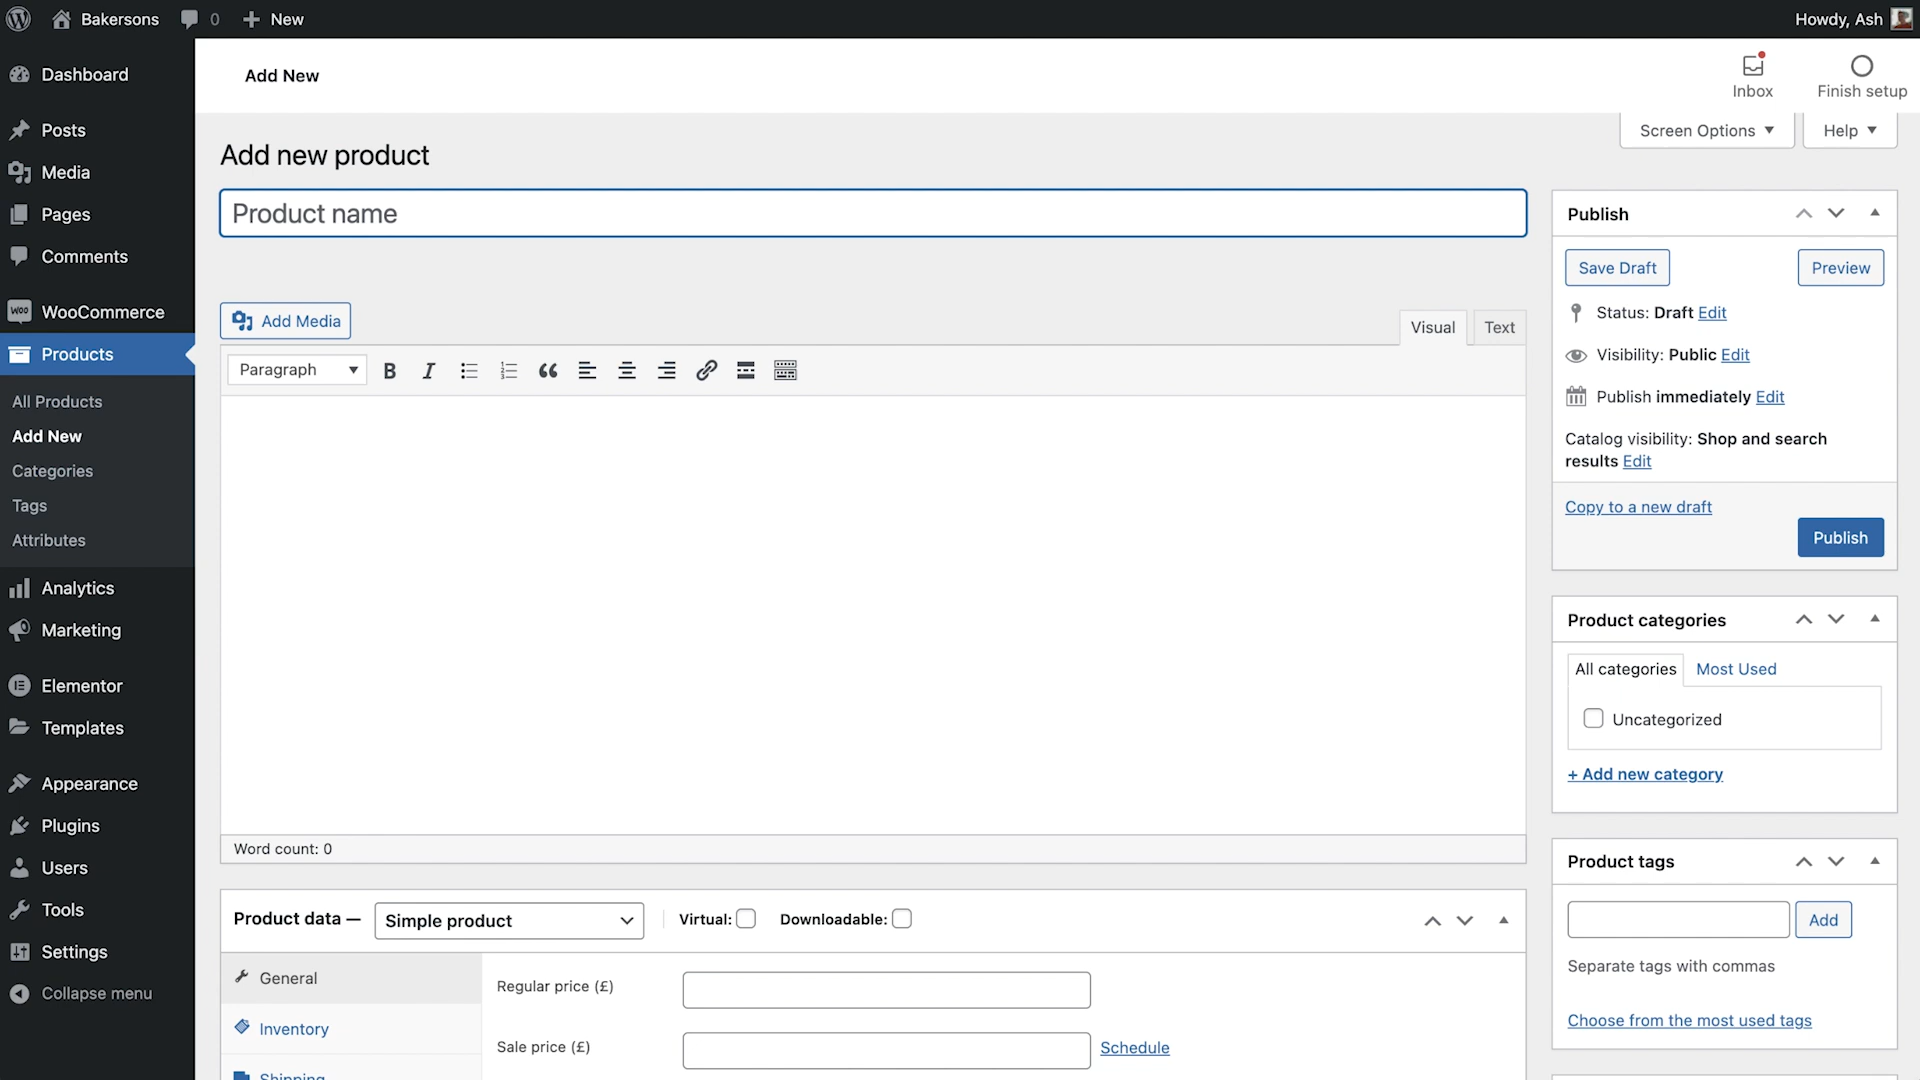 Bakersons
0
New
Howdy, Ash
Dashboard
Posts
Media
Pages
Comments
WOO
WooCommerce
Products
All Products
Add New
Categories
Tags
Attributes
Analytics
Marketing
Elementor
Templates
Appearance
Plugins
Users
Tools
Settings
Collapse menu
Add New
Inbox
Finish setup
Screen Options
Help
Add new product
Product name
Add Media
Visual
Text
Paragraph
Word count: 0
Product data —
Simple product
Virtual:
Downloadable:
General
Inventory
Shipping
Regular price (£)
Sale price (£)
Schedule
Publish
Save Draft
Preview
Status: Draft Edit
Visibility: Public Edit
Publish immediately Edit
Catalog visibility: Shop and search
results Edit
Copy to a new draft
Publish
Product categories
All categories
Most Used
Uncategorized
+ Add new category
Product tags
Add
Separate tags with commas
Choose from the most used tags